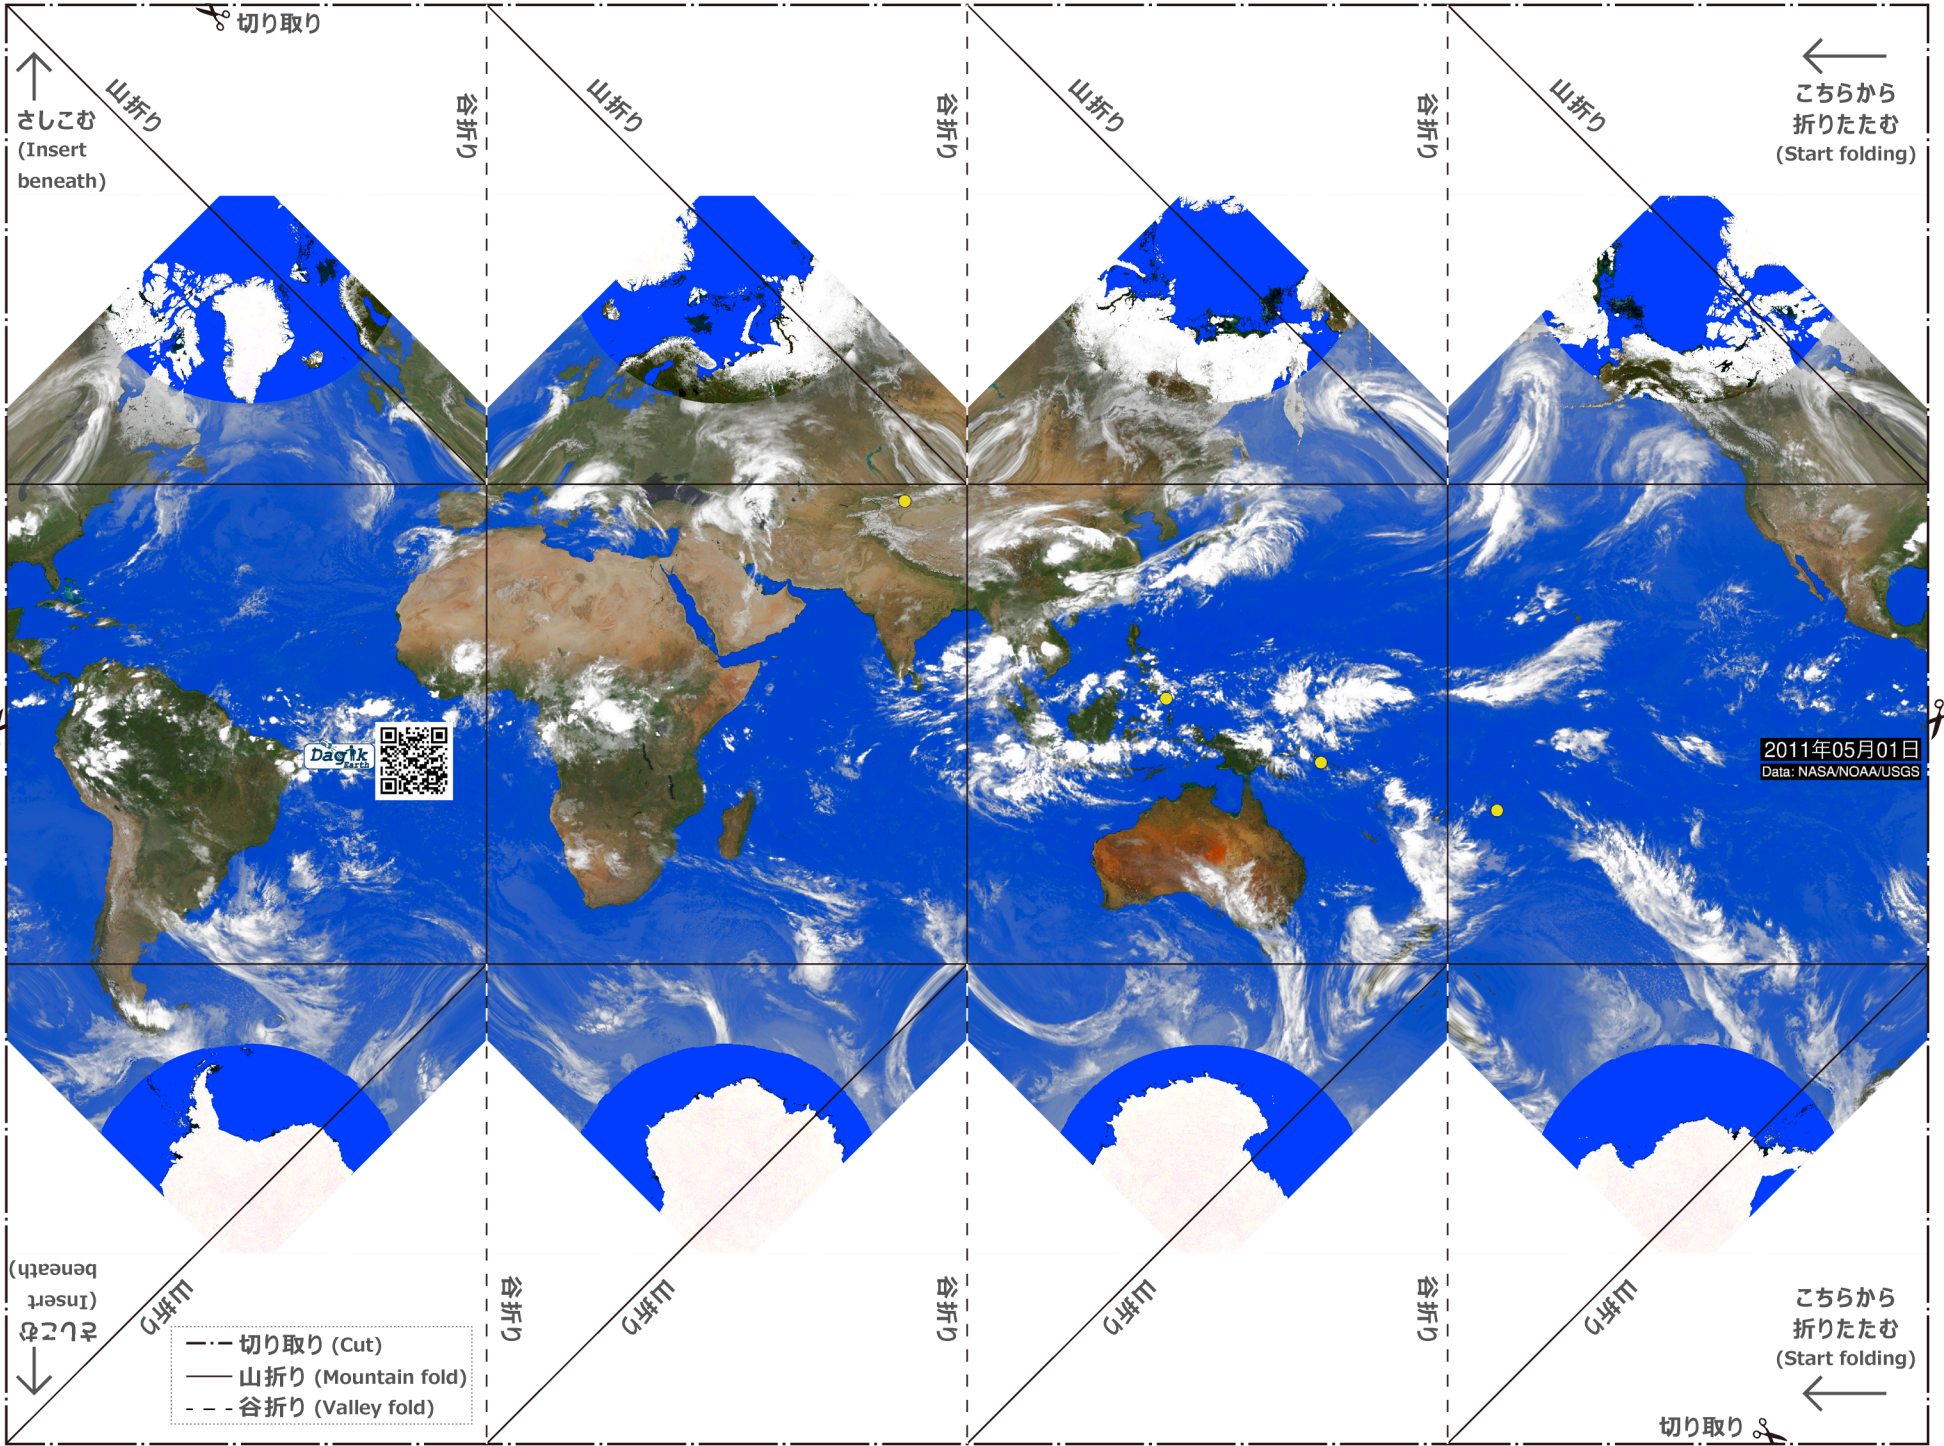 切り取り
さしこむ
(Insert
beneath)
山折り
谷折り
山折り
谷折り
山折り
谷折り
山折り
こちらから
折りたたむ
(Start folding)
Dagik
Earth
2011年05月01日
Data: NASA/NOAA/USGS
さしこむ
(Insert
beneath)
山折り
谷折り
山折り
谷折り
山折り
谷折り
山折り
こちらから
折りたたむ
(Start folding)
切り取り (Cut)
山折り (Mountain fold)
谷折り (Valley fold)
切り取り